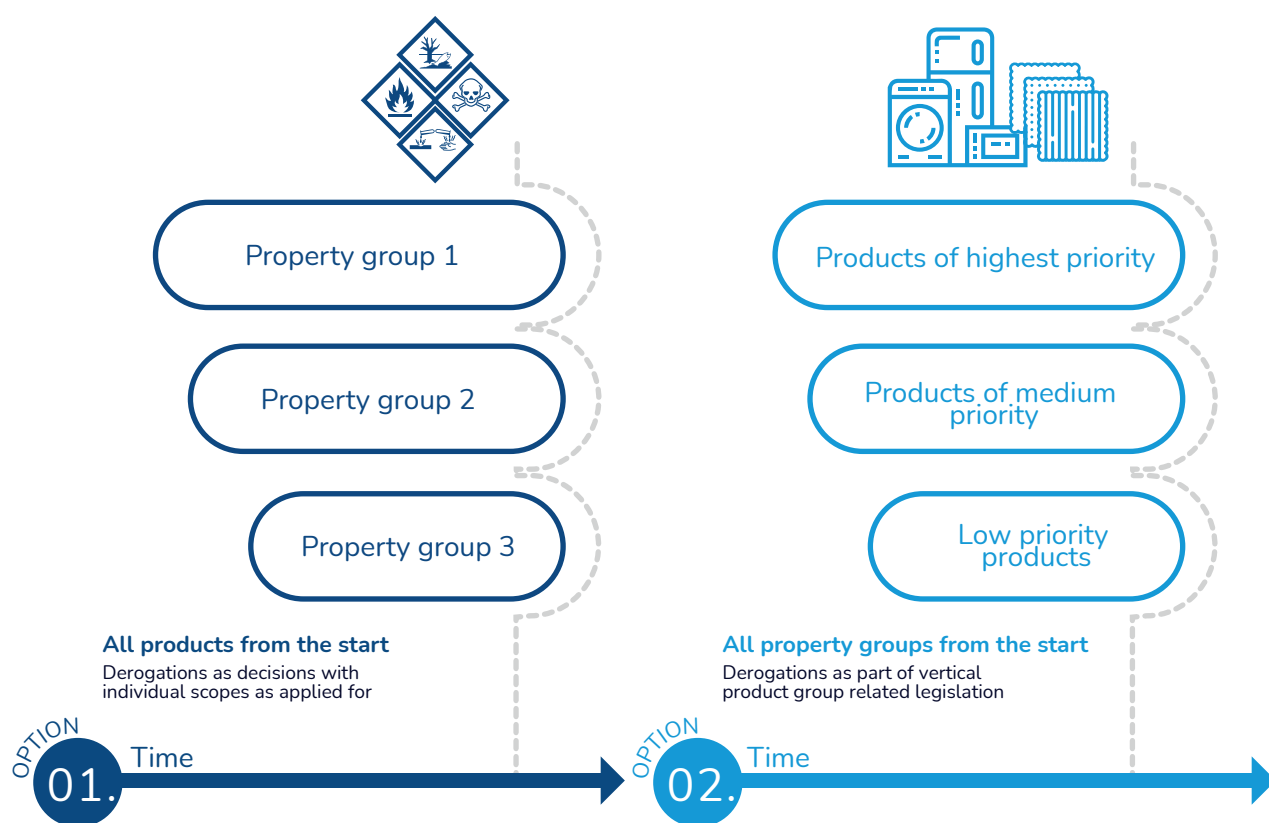 Property group 1
Property group 2
Property group 3
All products from the start
Derogations as decisions with
individual scopes as applied for
OPTION
01.
Time
Products of highest priority
Products of medium
priority
Low priority
products
All property groups from the start
Derogations as part of vertical
product group related legislation
OPTION
02.
Time